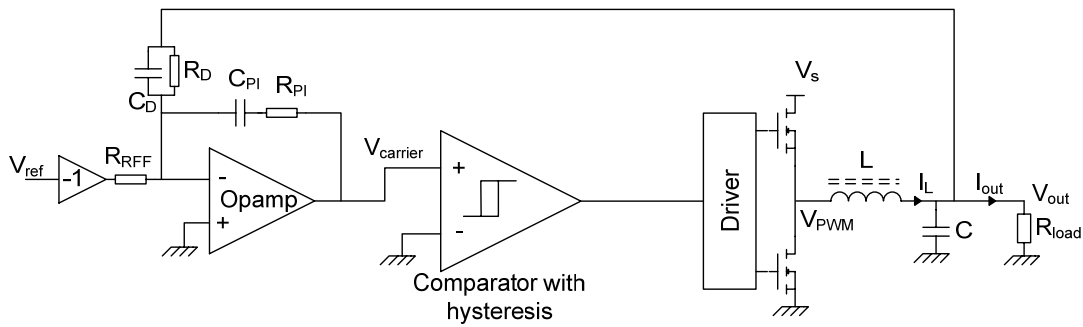 R_D
C_D
C_PI
R_PI
V_ref
-1
R_RFF
-
+
Opamp
V_carrier
+
-
Comparator with
hysteresis
Driver
V_s
V_PWM
L
I_L
I_out
V_out
C
R_load